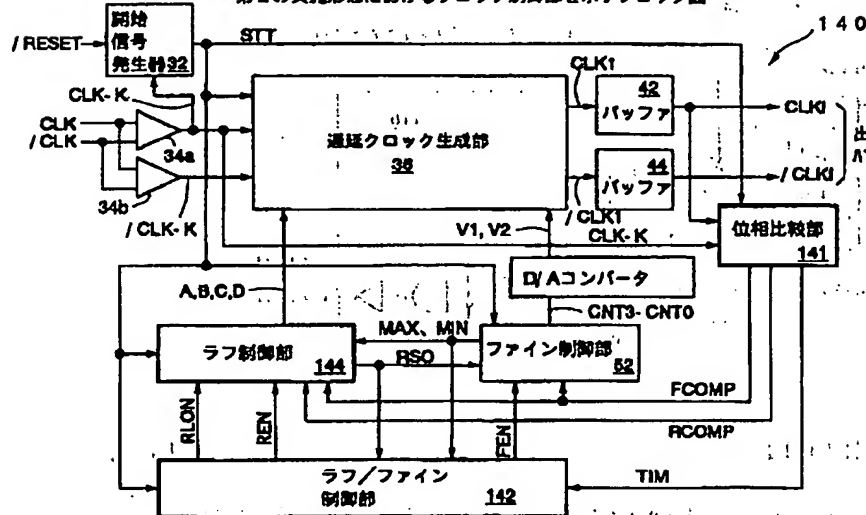 140
開始
信号
発生器 32
/RESET
STT
CLK-K
CLK
/CLK
34a
34b
/CLK-K
遅延クロック生成部
36
CLK1
42
バッファ
CLKI
/CLK1
44
バッファ
/CLKI
V1, V2
CLK-K
位相比較部
141
D/Aコンバータ
A,B,C,D
CNT3-CNT0
MAX、MIN
ラフ制御部
144
RSO
ファイン制御部
52
FCOMP
RCOMP
RLON
REN
FEN
TIM
ラフ/ファイン
制御部
142